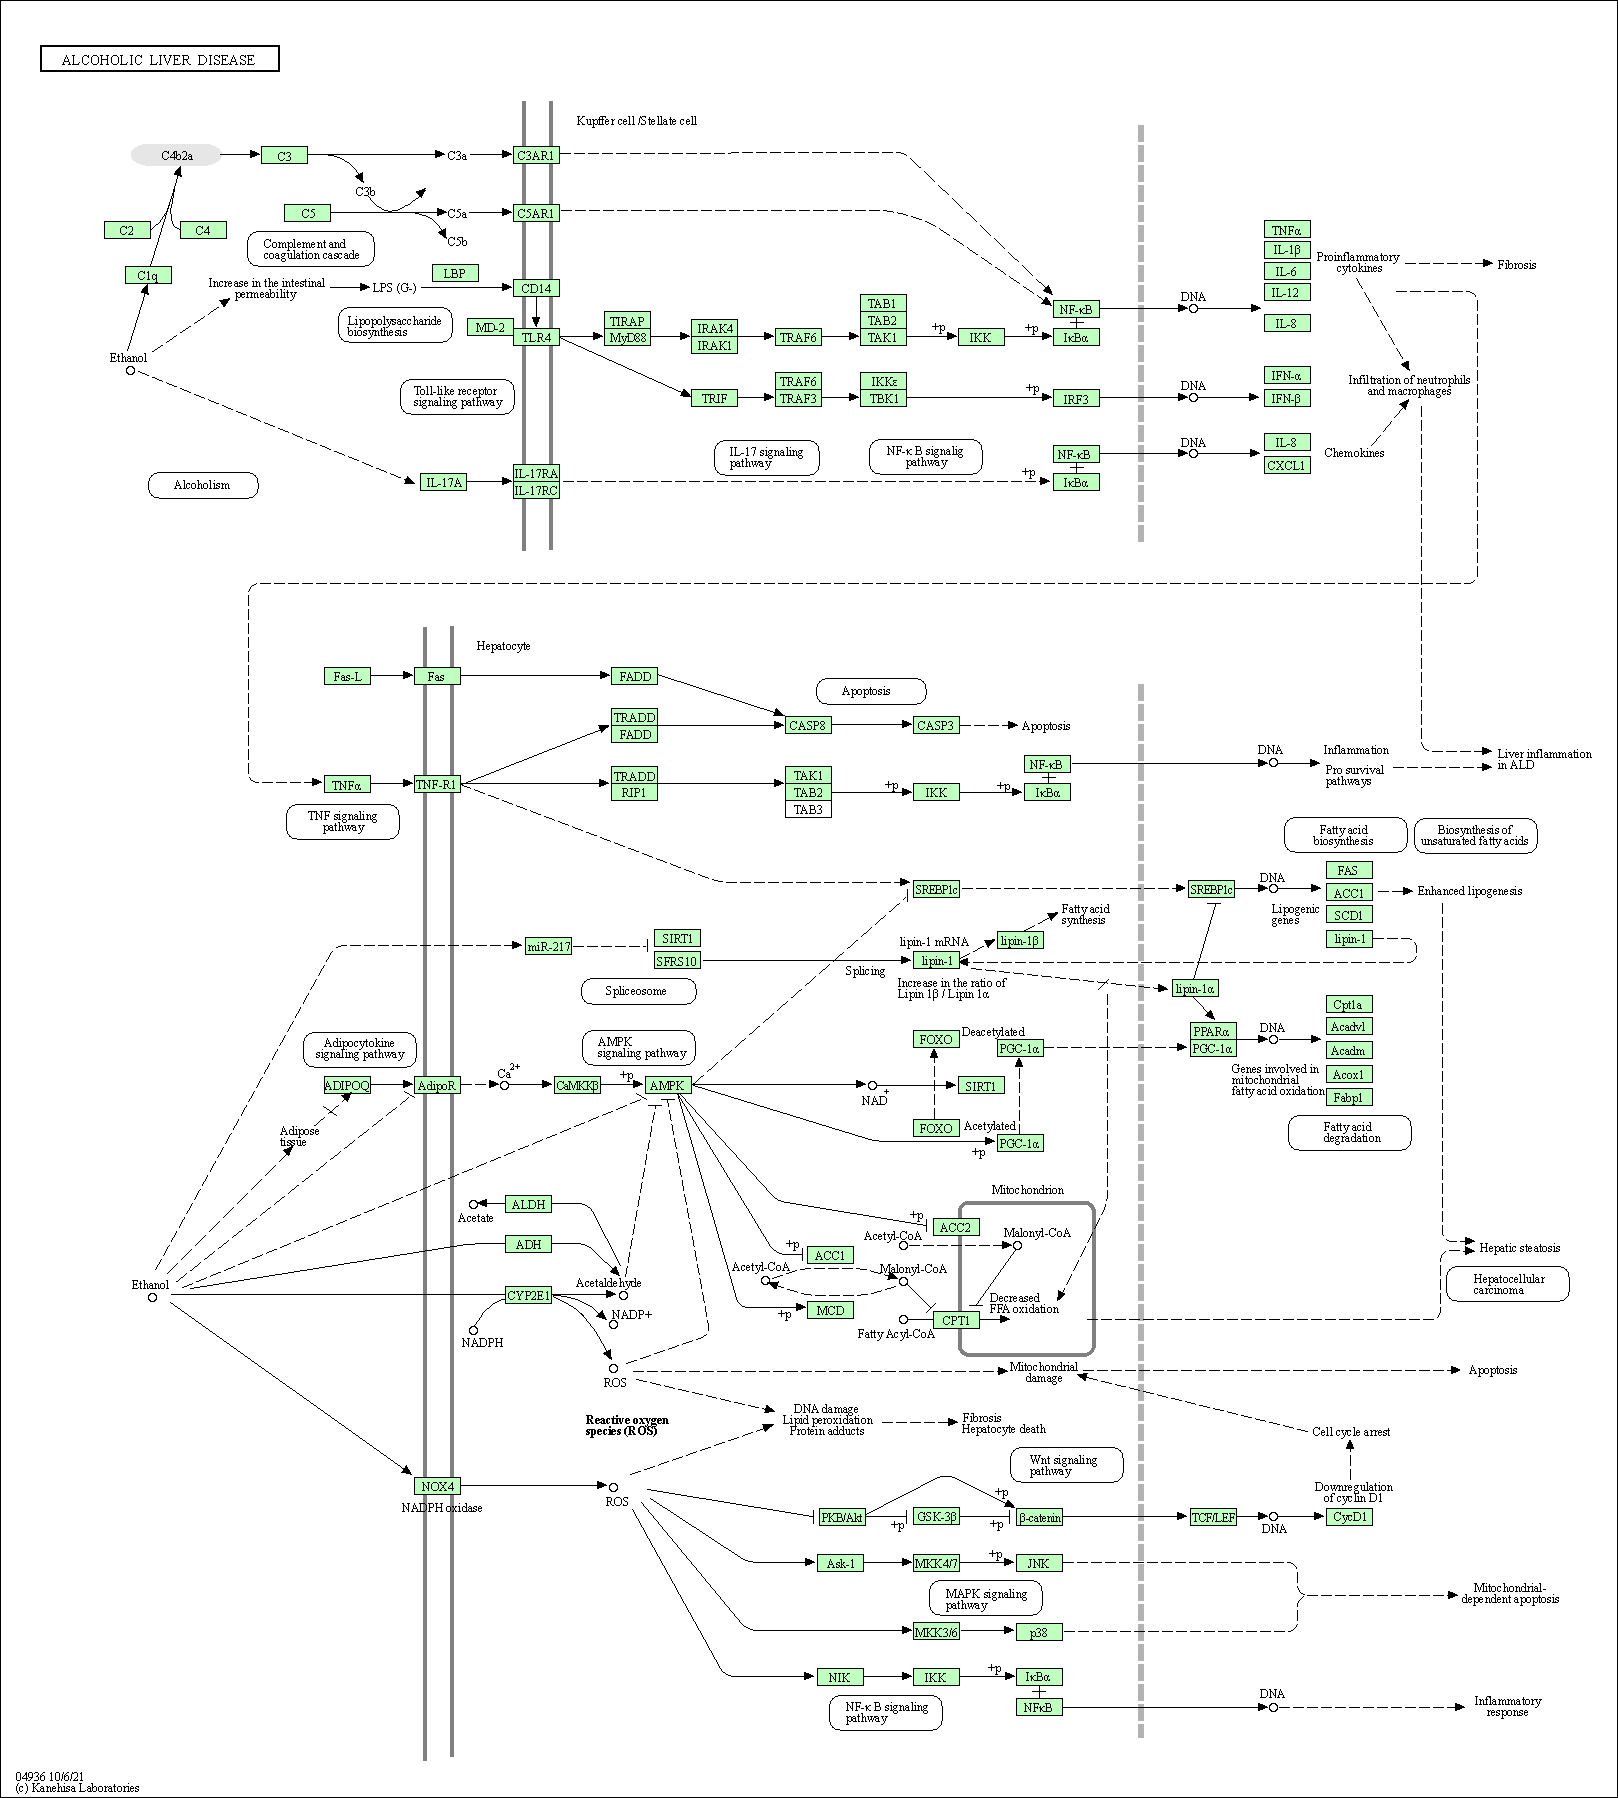 ALCOHOLIC LIVER DISEASE
Kupffer cell /Stellate cell
C4b2a
C3
C3a
C3AR1
C3b
C5
C5a
C5AR1
C5b
C2
C4
Complement and
coagulation cascade
C1q
LBP
TNFα
IL-1β
IL-6
IL-12
IL-8
Proinflammatory
cytokines
Fibrosis
Increase in the intestinal
permeability
LPS (G-)
CD14
Lipopolysaccharide
biosynthesis
MD-2
TLR4
TIRAP
MyD88
IRAK4
IRAK1
TRAF6
TAB1
TAB2
TAK1
+p
IKK
+p
NF-κB
IκBα
DNA
Ethanol
Toll-like receptor
signaling pathway
TRIF
TRAF6
TRAF3
IKKε
TBK1
+p
IRF3
DNA
IFN-α
IFN-β
Infiltration of neutrophils
and macrophages
IL-17 signaling
pathway
NF-κ B signalig
pathway
NF-κB
IκBα
+p
DNA
IL-8
CXCL1
Chemokines
Alcoholism
IL-17A
IL-17RA
IL-17RC
Hepatocyte
Fas-L
Fas
FADD
Apoptosis
TRADD
FADD
CASP8
CASP3
Apoptosis
TNFα
TNF-R1
TRADD
RIP1
TAK1
TAB2
TAB3
+p
IKK
+p
NF-κB
IκBα
DNA
Inflammation
Pro survival
pathways
Liver inflammation
in ALD
TNF signaling
pathway
Fatty acid
biosynthesis
Biosynthesis of
unsaturated fatty acids
SREBP1c
SREBP1c
DNA
FAS
ACC1
SCD1
lipin-1
Lipogenic
genes
Enhanced lipogenesis
miR-217
SIRT1
SFRS10
Splicing
lipin-1 mRNA
lipin-1
lipin-1β
Fatty acid
synthesis
Increase in the ratio of
Lipin 1β / Lipin 1α
lipin-1α
Spliceosome
Adipocytokine
signaling pathway
AMPK
signaling pathway
FOXO
Deacetylated
PGC-1α
PPARα
PGC-1α
DNA
Cpt1a
Acadvl
Acadm
Acox1
Fabp1
Genes involved in
mitochondrial
fatty acid oxidation
Fatty acid
degradation
ADIPOQ
AdipoR
Ca2+
CaMKKβ
+p
AMPK
NAD+
SIRT1
FOXO
Acetylated
PGC-1α
+p
Adipose
tissue
Mitochondrion
Acetate
ALDH
ADH
+p
ACC2
Acetyl-CoA
Malonyl-CoA
+p
ACC1
Acetyl-CoA
Malonyl-CoA
Hepatic steatosis
Hepatocellular
carcinoma
Ethanol
Acetaldehyde
CYP2E1
NADP+
NADPH
+p
MCD
Fatty Acyl-CoA
CPT1
Decreased
FFA oxidation
ROS
Mitochondrial
damage
Apoptosis
Reactive oxygen
species (ROS)
DNA damage
Lipid peroxidation
Protein adducts
Fibrosis
Hepatocyte death
Cell cycle arrest
NOX4
NADPH oxidase
ROS
Wnt signaling
pathway
Downregulation
of cyclin D1
PKB/Akt
+p
GSK-3β
+p
+p
β-catenin
TCF/LEF
DNA
CycD1
Ask-1
MKK4/7
+p
JNK
MAPK signaling
pathway
Mitochondrial-
dependent apoptosis
MKK3/6
p38
NIK
IKK
+p
IκBα
NFκB
NF-κ B signaling
pathway
DNA
Inflammatory
response
04936 10/6/21
(c) Kanehisa Laboratories